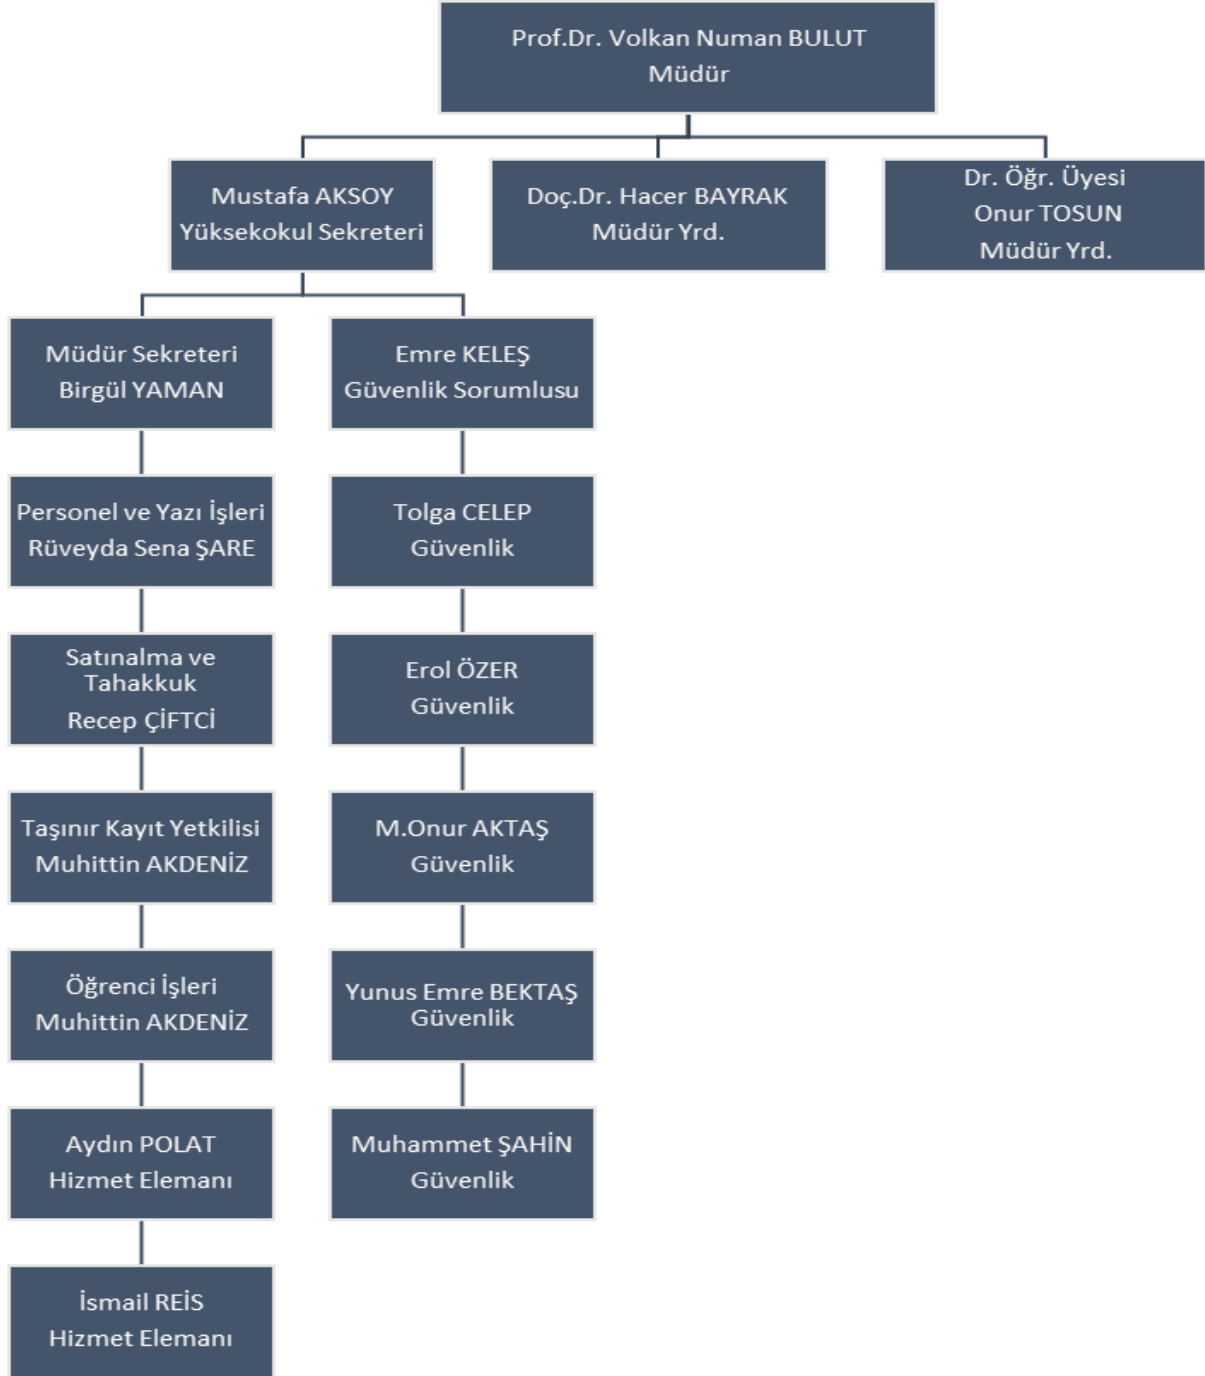 Prof.Dr. Volkan Numan BULUT
Müdür
Mustafa AKSOY
Yüksekokul Sekreteri
Doç.Dr. Hacer BAYRAK
Müdür Yrd.
Dr. Öğr. Üyesi
Onur TOSUN
Müdür Yrd.
Müdür Sekreteri
Birgül YAMAN
Emre KELEŞ
Güvenlik Sorumlusu
Personel ve Yazı İşleri
Rüveyda Sena ŞARE
Tolga CELEP
Güvenlik
Satınalma ve
Tahakkuk
Recep ÇİFTCİ
Erol ÖZER
Güvenlik
Taşınır Kayıt Yetkilisi
Muhittin AKDENİZ
M.Onur AKTAŞ
Güvenlik
Öğrenci İşleri
Muhittin AKDENİZ
Yunus Emre BEKTAŞ
Güvenlik
Aydın POLAT
Hizmet Elemanı
Muhammet ŞAHİN
Güvenlik
İsmail REİS
Hizmet Elemanı